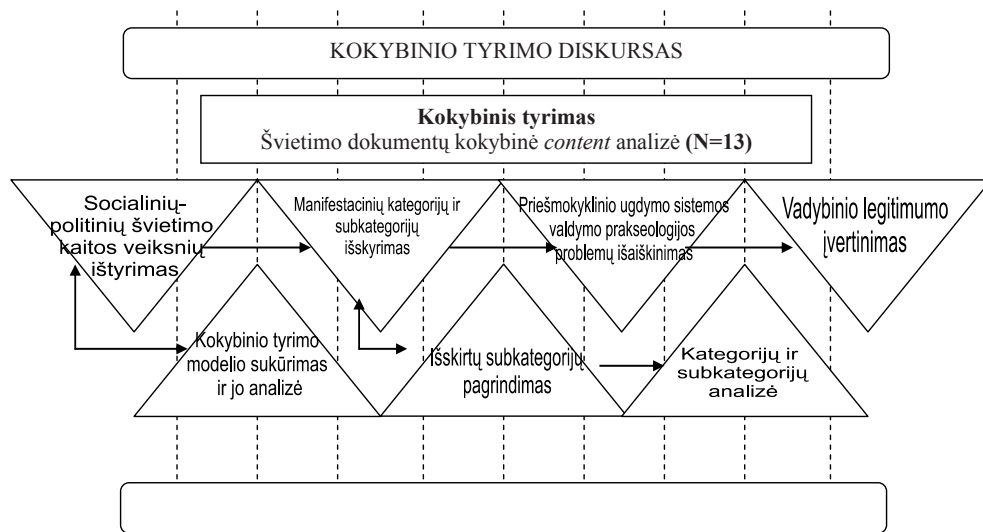 KOKYBINIO TYRIMO DISKURSAS
Kokybinis tyrimas
Švietimo dokumentų kokybinė content analizė (N=13)
Socialinių-
politinių švietimo
kaitos veiksnių
ištyrimas
Manifestacinių kategorijų ir
subkategorijų
išskyrimas
Priešmokyklinio ugdymo sistemos
valdymo prakseologijos
problemų išaiškinimas
Vadybinio legitimumo
įvertinimas
Kokybinio tyrimo
modelio sukūrimas
ir jo analizė
Išskirtų subkategorijų
pagrindimas
Kategorijų ir
subkategorijų
analizė